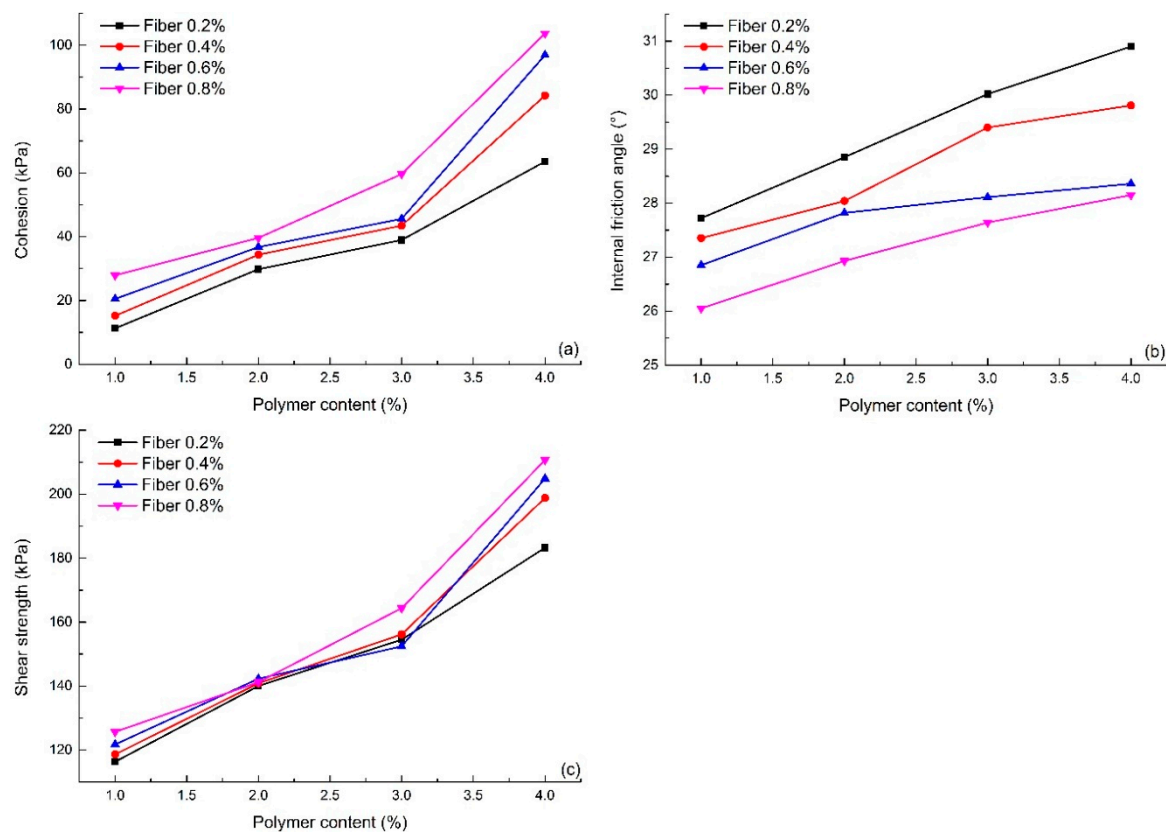 Fiber 0.2%
Fiber 0.4%
Fiber 0.6%
Fiber 0.8%
100
80
60
40
20
0
Cohesion (kPa)
1.0 1.5 2.0 2.5 3.0 3.5 4.0
Polymer content (%)
(a)
Fiber 0.2%
Fiber 0.4%
Fiber 0.6%
Fiber 0.8%
31
30
29
28
27
26
25
Internal friction angle (°)
1.0 1.5 2.0 2.5 3.0 3.5 4.0
Polymer content (%)
(b)
Fiber 0.2%
Fiber 0.4%
Fiber 0.6%
Fiber 0.8%
220
200
180
160
140
120
Shear strength (kPa)
1.0 1.5 2.0 2.5 3.0 3.5 4.0
Polymer content (%)
(c)